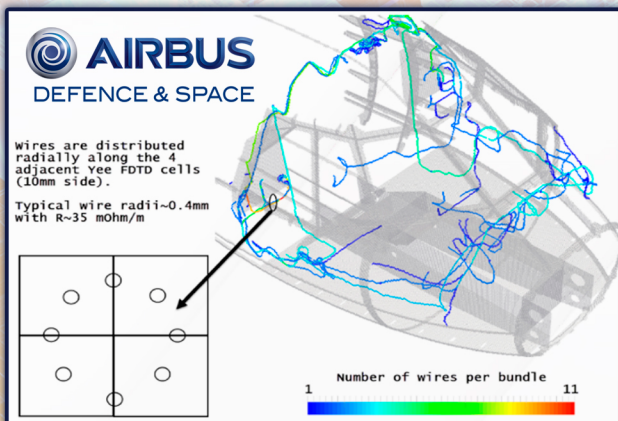 AIRBUS
DEFENCE & SPACE
Wires are distributed
radially along the 4
adjacent Yee FDTD cells
(10mm side).
Typical wire radii~0.4mm
with R~35 mOhm/m
Number of wires per bundle
1 11